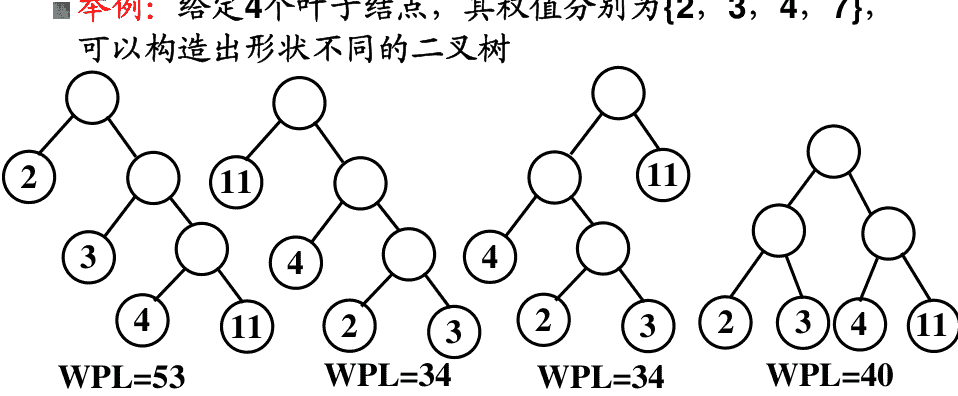 举例：给定4个叶子结点，其权值分别为{2，3，4，7}，
可以构造出形状不同的二叉树
2 3 4 11
11 4 2 3
11 4 2 3
2 3 4 11
WPL=53 WPL=34 WPL=34 WPL=40